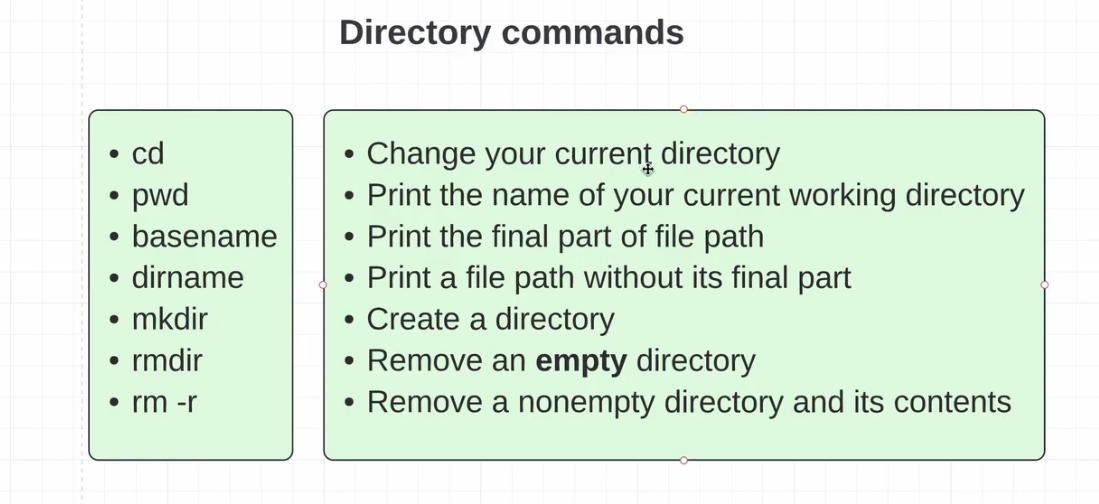 Directory commands
• cd
• pwd
• basename
• dirname
• mkdir
• rmdir
• rm -r
• Change your current directory
• Print the name of your current working directory
• Print the final part of file path
• Print a file path without its final part
• Create a directory
• Remove an empty directory
• Remove a nonempty directory and its contents